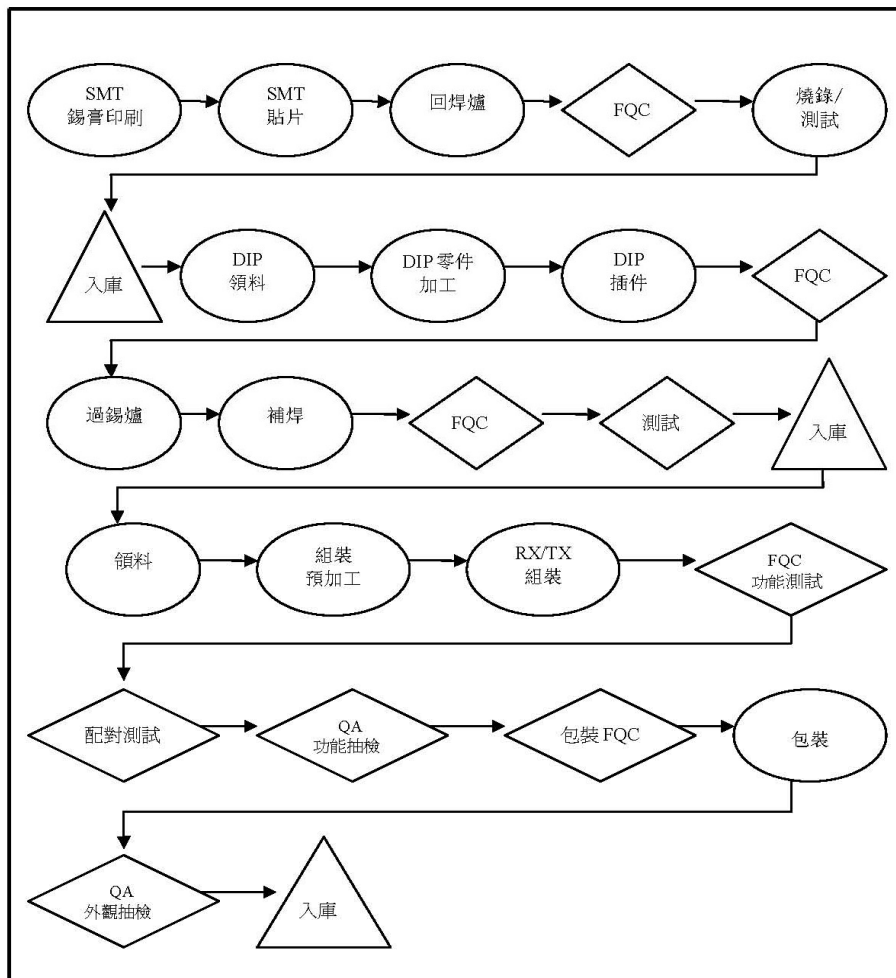 SMT
錫膏印刷
SMT
貼片
回焊爐
FQC
燒錄/
測試
入庫
DIP
領料
DIP 零件
加工
DIP
插件
FQC
過錫爐
補焊
FQC
測試
入庫
領料
組裝
預加工
RX/TX
組裝
FQC
功能測試
配對測試
QA
功能抽檢
包裝 FQC
包裝
QA
外觀抽檢
入庫